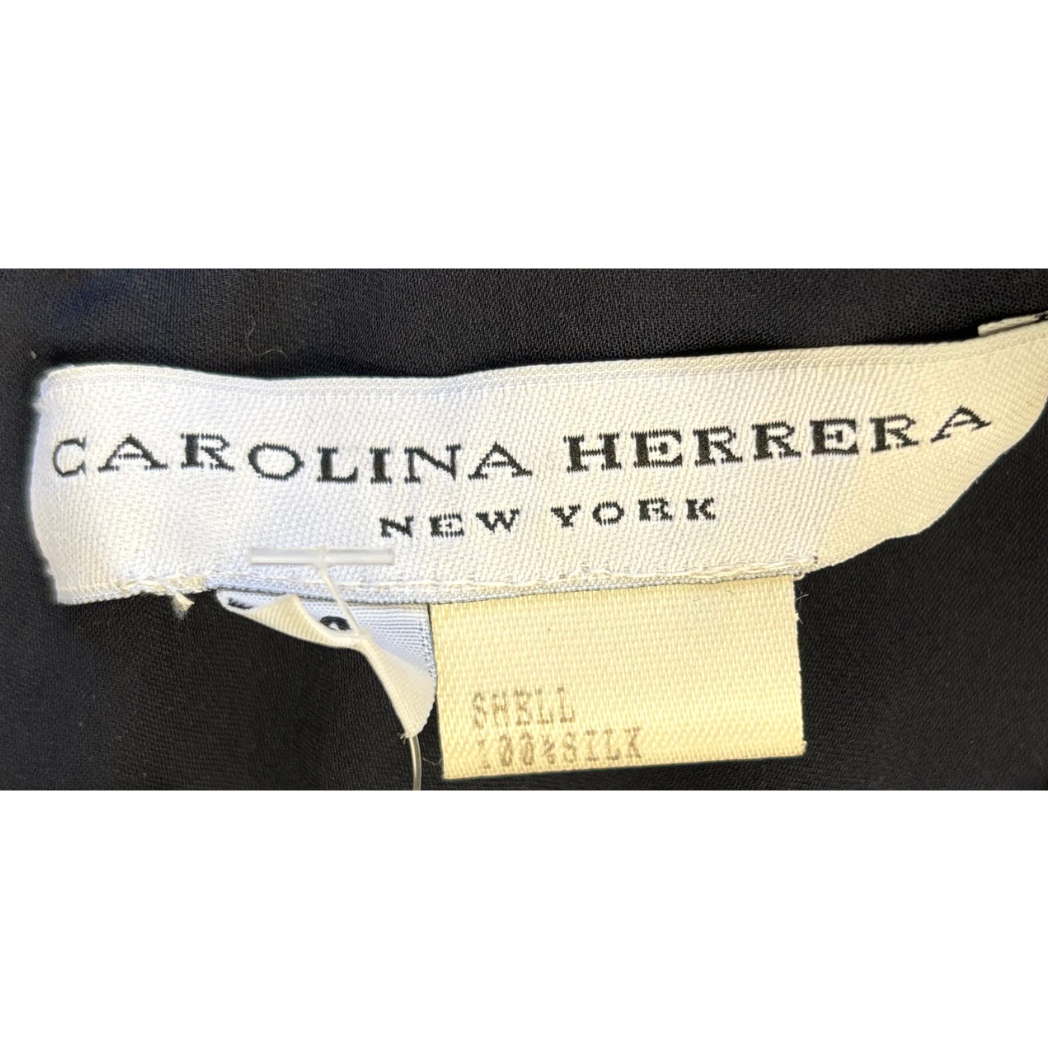 CAROLINA HERRERA
NEW YORK
SHELL
100%SILK